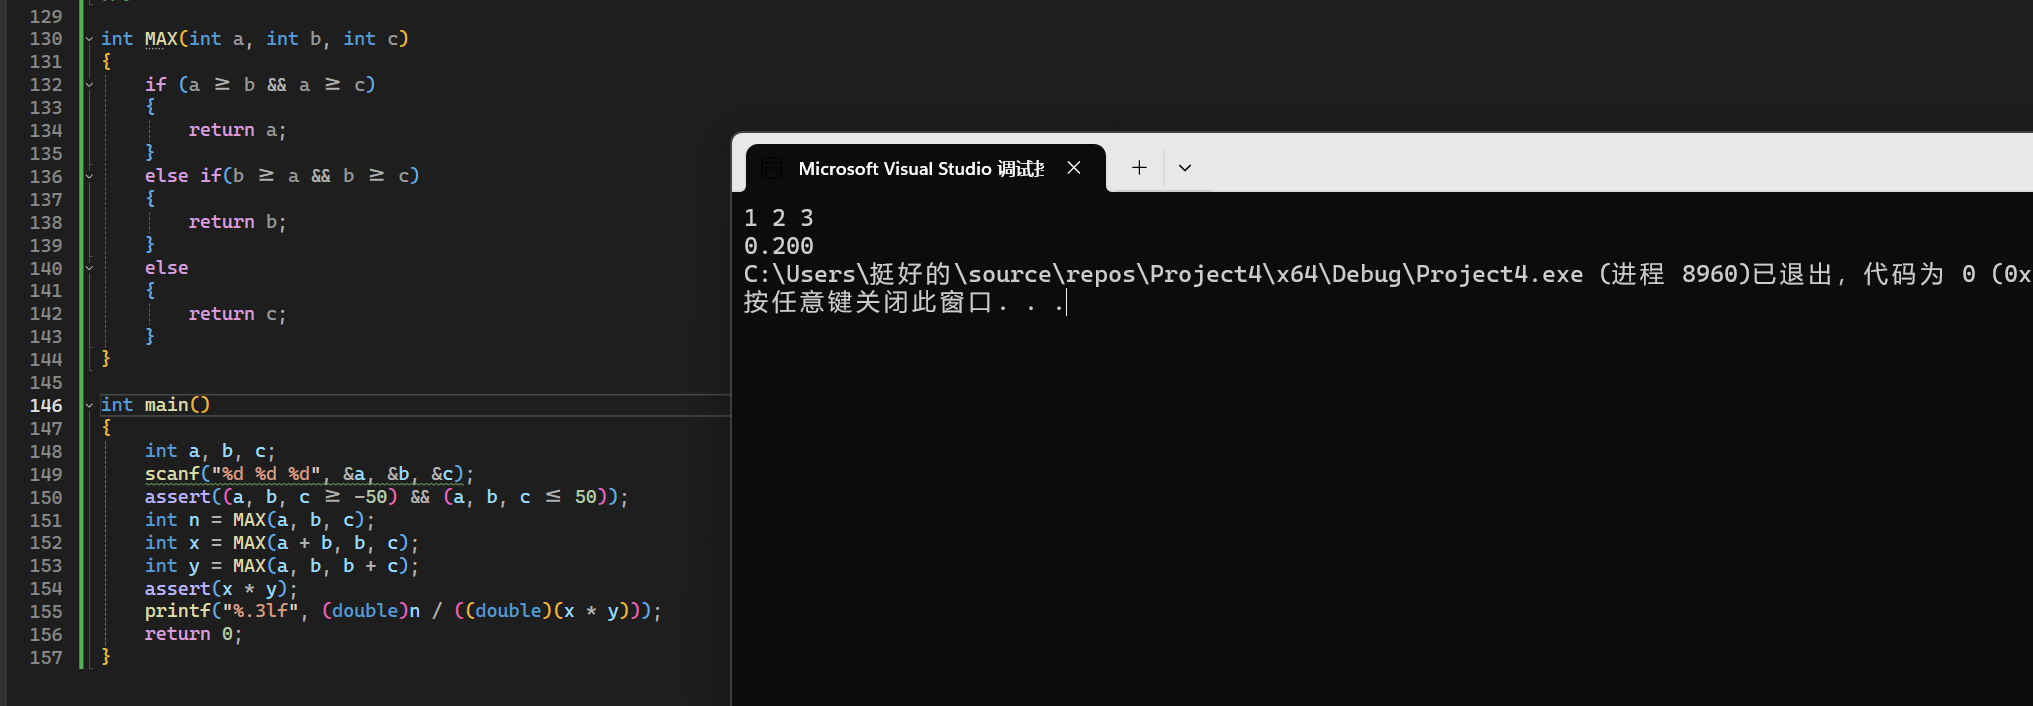 129
130 int MAX(int a, int b, int c)
131 {
132 if (a ≥ b && a ≥ c)
133 {
134 return a;
135 }
136 else if(b ≥ a && b ≥ c)
137 {
138 return b;
139 }
140 else
141 {
142 return c;
143 }
144 }
145
146 int main()
147 {
148 int a, b, c;
149 scanf("%d %d %d", &a, &b, &c);
150 assert((a, b, c ≥ -50) && (a, b, c ≤ 50));
151 int n = MAX(a, b, c);
152 int x = MAX(a + b, b, c);
153 int y = MAX(a, b, b + c);
154 assert(x * y);
155 printf("%.3lf", (double)n / ((double)(x * y)));
156 return 0;
157 }
Microsoft Visual Studio 调试
1 2 3
0.200
C:\Users\挺好的\source\repos\Project4\x64\Debug\Project4.exe (进程 8960)已退出，代码为 0 (0x
按任意键关闭此窗口. . .